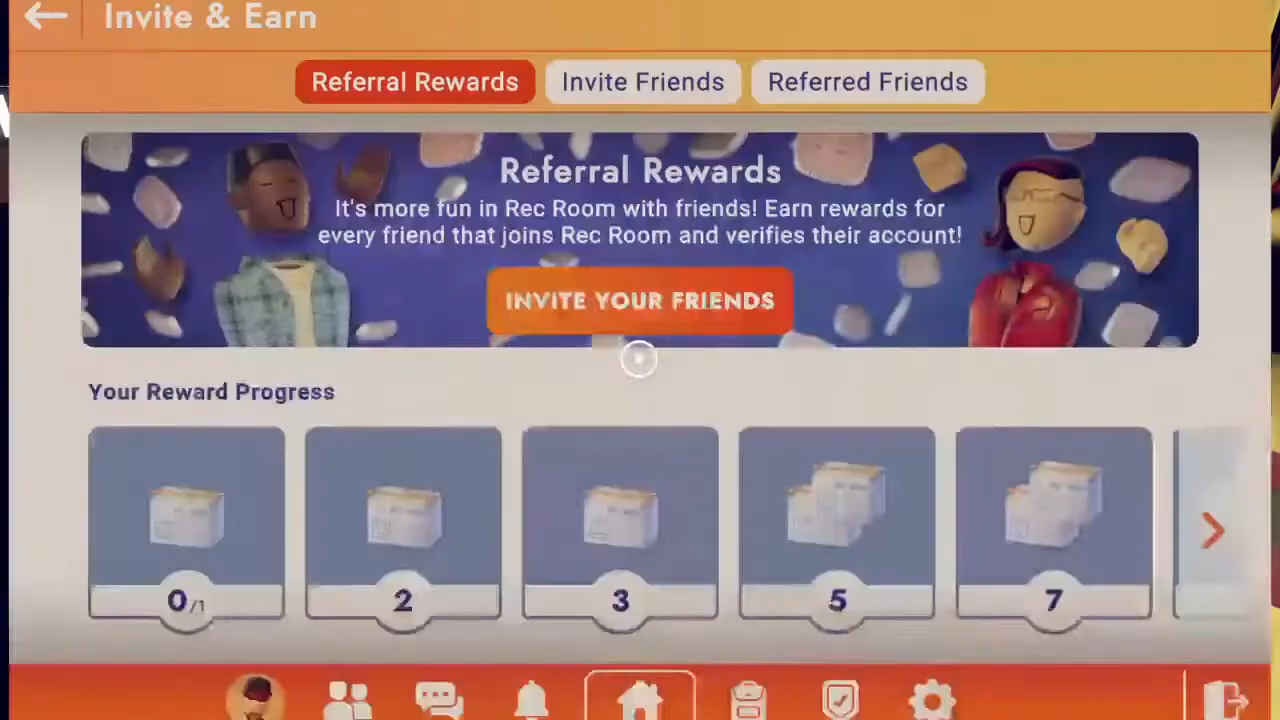 Invite & Earn
Referral Rewards
Invite Friends
Referred Friends
Referral Rewards
It's more fun in Rec Room with friends! Earn rewards for
every friend that joins Rec Room and verifies their account!
INVITE YOUR FRIENDS
Your Reward Progress
0/1
2
3
5
7